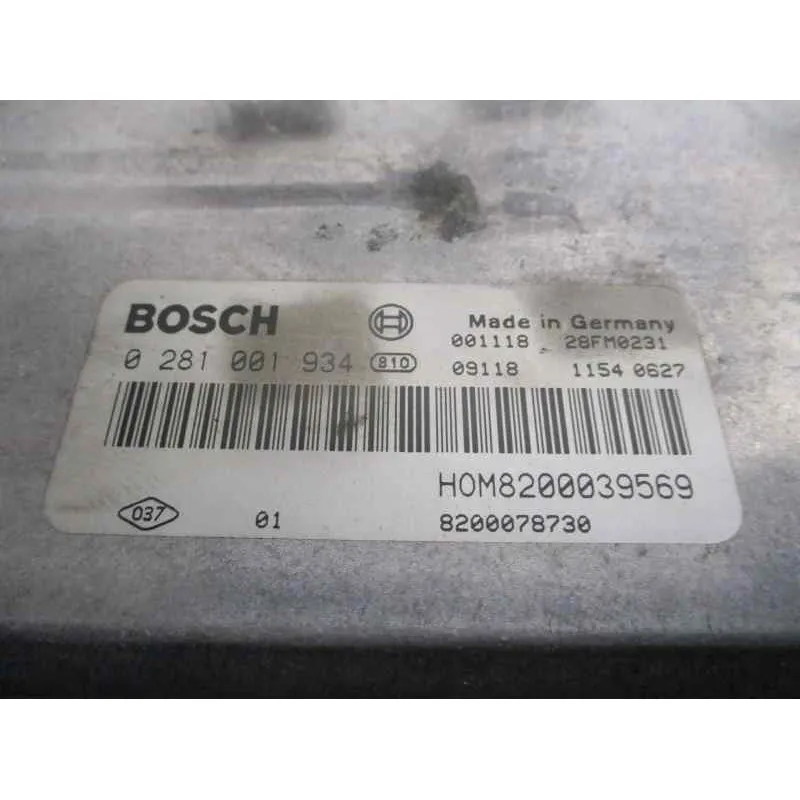 BOSCH
Made in Germany
0 281 001 934 810
001118 28FM0231
09118 1154 0627
HOM8200039569
037 01 8200078730